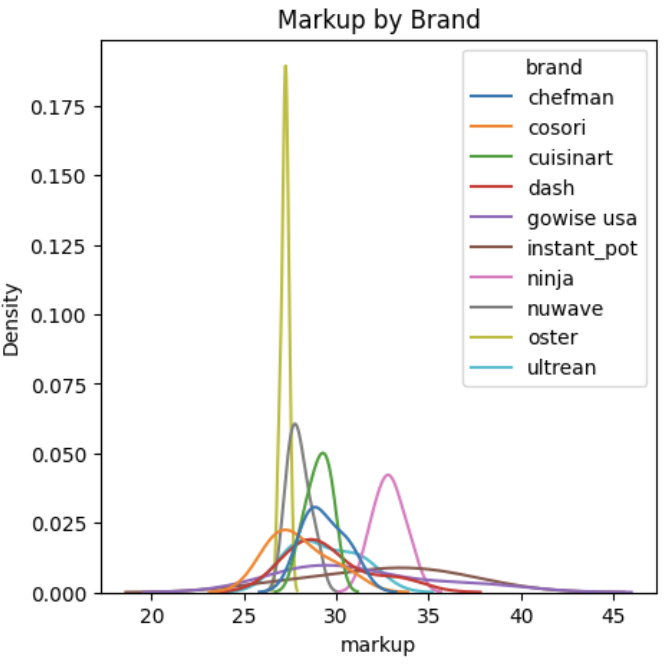 Markup by Brand
brand
chefman
cosori
cuisinart
dash
gowise usa
instant_pot
ninja
nuwave
oster
ultrean
Density
0.175
0.150
0.125
0.100
0.075
0.050
0.025
0.000
20 25 30 35 40 45
markup